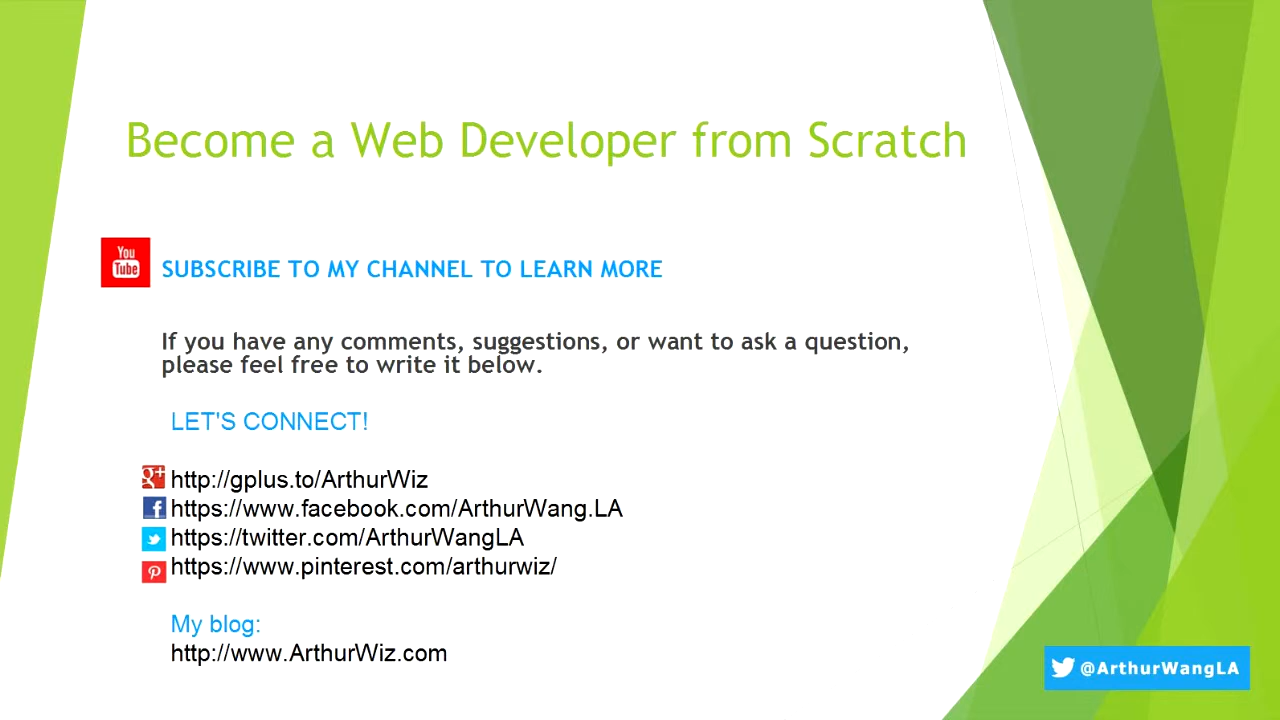 Become a Web Developer from Scratch
You
Tube
SUBSCRIBE TO MY CHANNEL TO LEARN MORE
If you have any comments, suggestions, or want to ask a question,
please feel free to write it below.
LET'S CONNECT!
g+ http://gplus.to/ArthurWiz
f https://www.facebook.com/ArthurWang.LA
https://twitter.com/ArthurWangLA
https://www.pinterest.com/arthurwiz/
My blog:
http://www.ArthurWiz.com
@ArthurWangLA